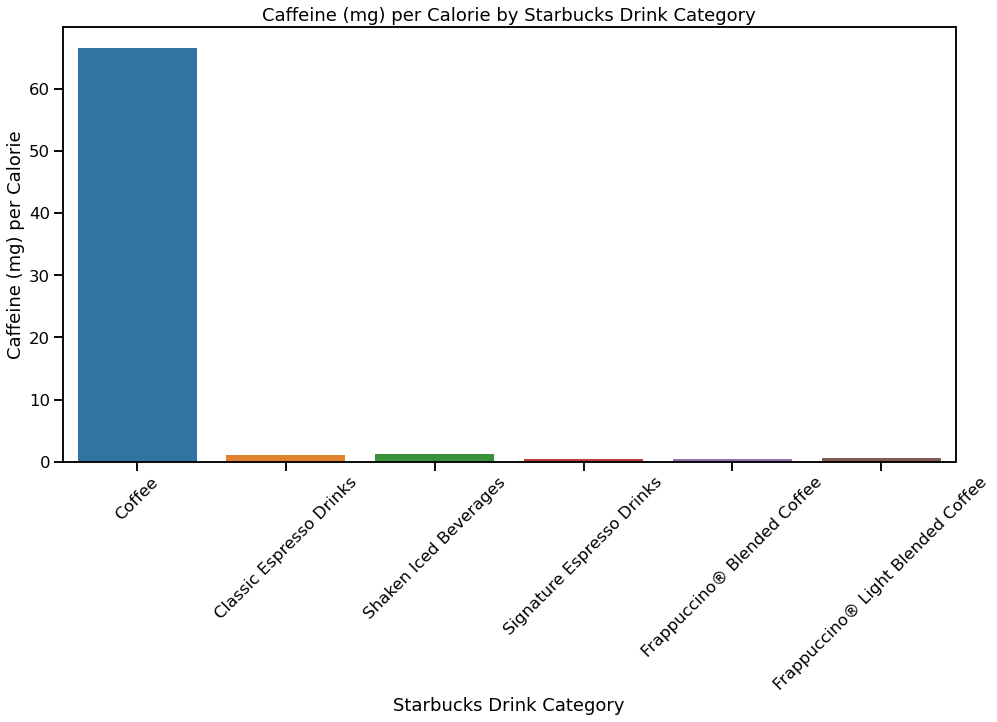 Caffeine (mg) per Calorie by Starbucks Drink Category
Caffeine (mg) per Calorie
60
50
40
30
20
10
0
Coffee
Classic Espresso Drinks
Shaken Iced Beverages
Signature Espresso Drinks
Frappuccino® Blended Coffee
Frappuccino® Light Blended Coffee
Starbucks Drink Category